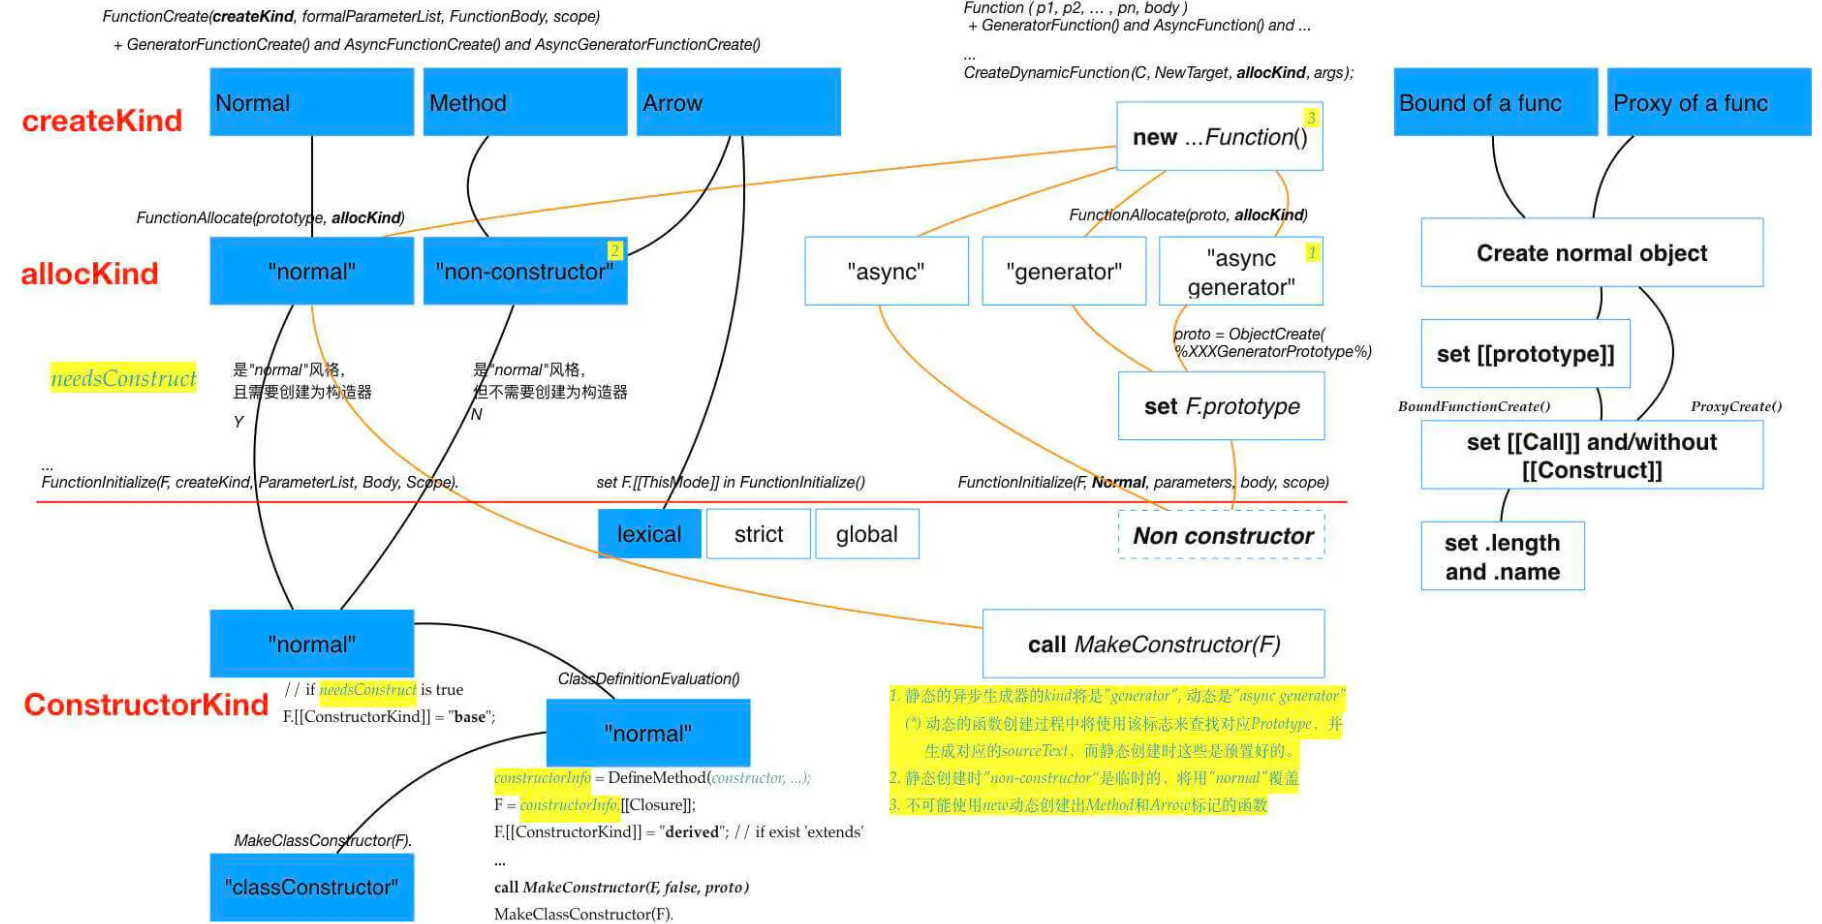 FunctionCreate(createKind, formalParameterList, FunctionBody, scope)
+ GeneratorFunctionCreate() and AsyncFunctionCreate() and AsyncGeneratorFunctionCreate()
Function ( p1, p2, … , pn, body )
+ GeneratorFunction() and AsyncFunction() and ...
...
CreateDynamicFunction(C, NewTarget, allocKind, args);
createKind
Normal
Method
Arrow
new ...Function()
3
Bound of a func
Proxy of a func
FunctionAllocate(prototype, allocKind)
FunctionAllocate(proto, allocKind)
allocKind
"normal"
"non-constructor"
2
"async"
"generator"
"async
generator"
1
Create normal object
proto = ObjectCreate(
%XXXGeneratorPrototype%)
set [[prototype]]
needsConstruct
是"normal"风格，
且需要创建为构造器
Y
是"normal"风格，
但不需要创建为构造器
N
set F.prototype
BoundFunctionCreate()
ProxyCreate()
set [[Call]] and/without
[[Construct]]
...
FunctionInitialize(F, createKind, ParameterList, Body, Scope).
set F.[[ThisMode]] in FunctionInitialize()
FunctionInitialize(F, Normal, parameters, body, scope)
lexical
strict
global
Non constructor
set .length
and .name
"normal"
call MakeConstructor(F)
ConstructorKind
// if needsConstruct is true
F.[[ConstructorKind]] = "base";
ClassDefinitionEvaluation()
"normal"
constructorInfo = DefineMethod(constructor, ...);
F = constructorInfo.[[Closure]];
F.[[ConstructorKind]] = "derived"; // if exist 'extends'
...
call MakeConstructor(F, false, proto)
MakeClassConstructor(F).
MakeClassConstructor(F).
"classConstructor"
1. 静态的异步生成器的kind将是"generator", 动态是"async generator"
(*) 动态的函数创建过程中将使用该标志来查找对应Prototype、并
生成对应的sourceText，而静态创建时这些是预置好的。
2. 静态创建时"non-constructor"是临时的、将用"normal"覆盖
3. 不可能使用new动态创建出Method和Arrow标记的函数